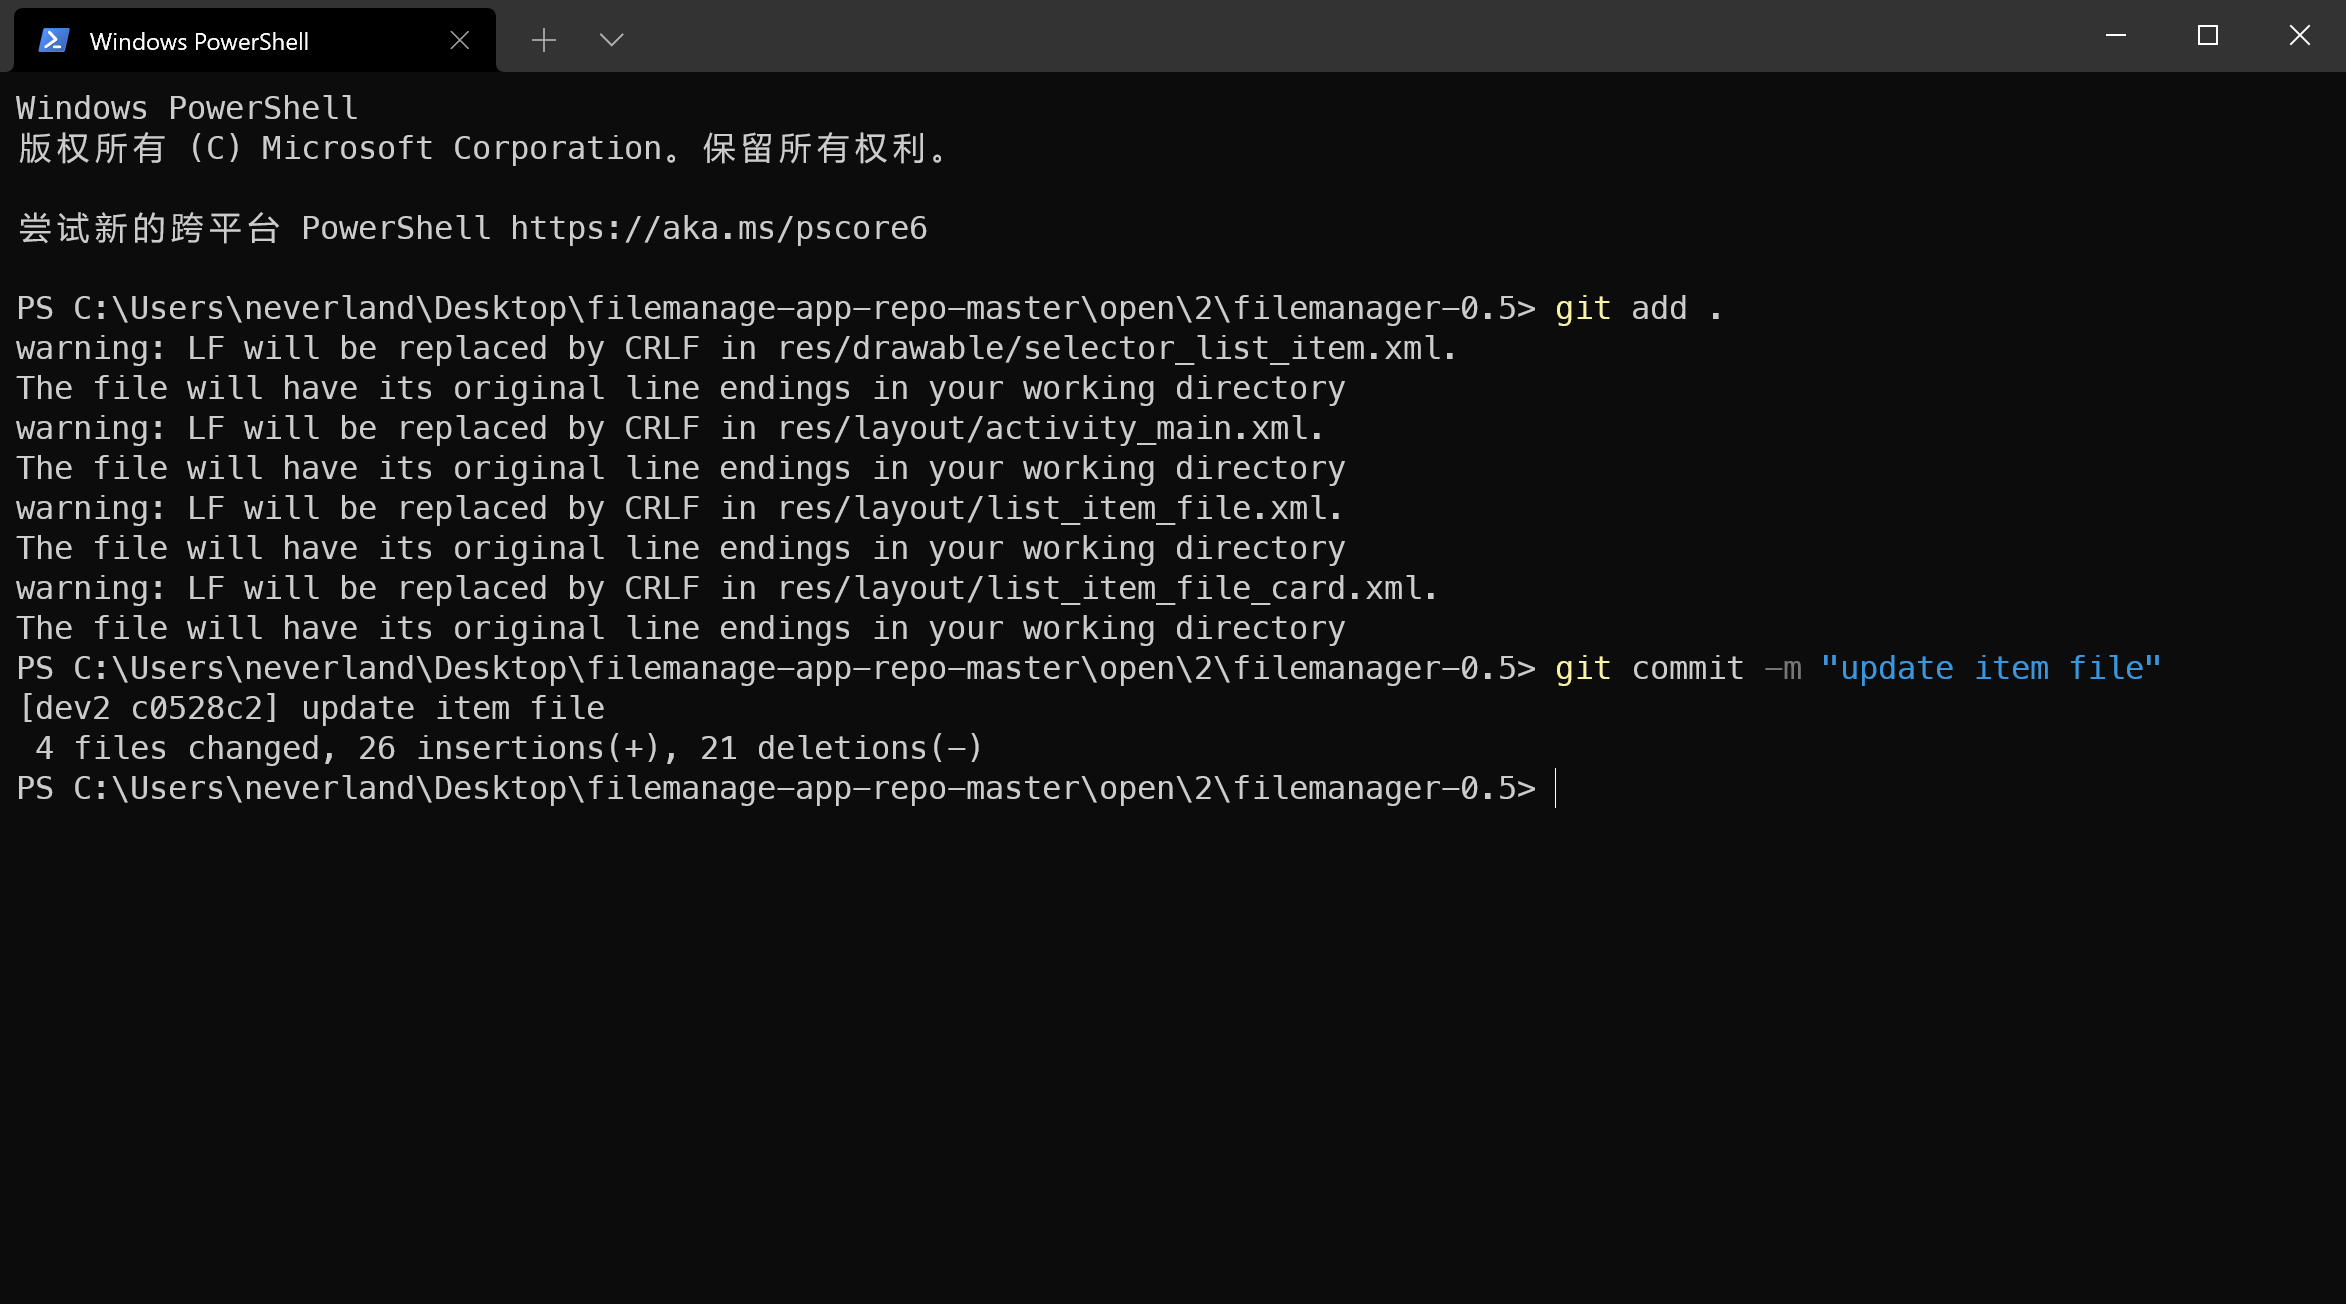 Windows PowerShell
Windows PowerShell
版权所有 (C) Microsoft Corporation。保留所有权利。
尝试新的跨平台 PowerShell https://aka.ms/pscore6
PS C:\Users\neverland\Desktop\filemanage-app-repo-master\open\2\filemanager-0.5> git add .
warning: LF will be replaced by CRLF in res/drawable/selector_list_item.xml.
The file will have its original line endings in your working directory
warning: LF will be replaced by CRLF in res/layout/activity_main.xml.
The file will have its original line endings in your working directory
warning: LF will be replaced by CRLF in res/layout/list_item_file.xml.
The file will have its original line endings in your working directory
warning: LF will be replaced by CRLF in res/layout/list_item_file_card.xml.
The file will have its original line endings in your working directory
PS C:\Users\neverland\Desktop\filemanage-app-repo-master\open\2\filemanager-0.5> git commit -m "update item file"
[dev2 c0528c2] update item file
 4 files changed, 26 insertions(+), 21 deletions(-)
PS C:\Users\neverland\Desktop\filemanage-app-repo-master\open\2\filemanager-0.5>